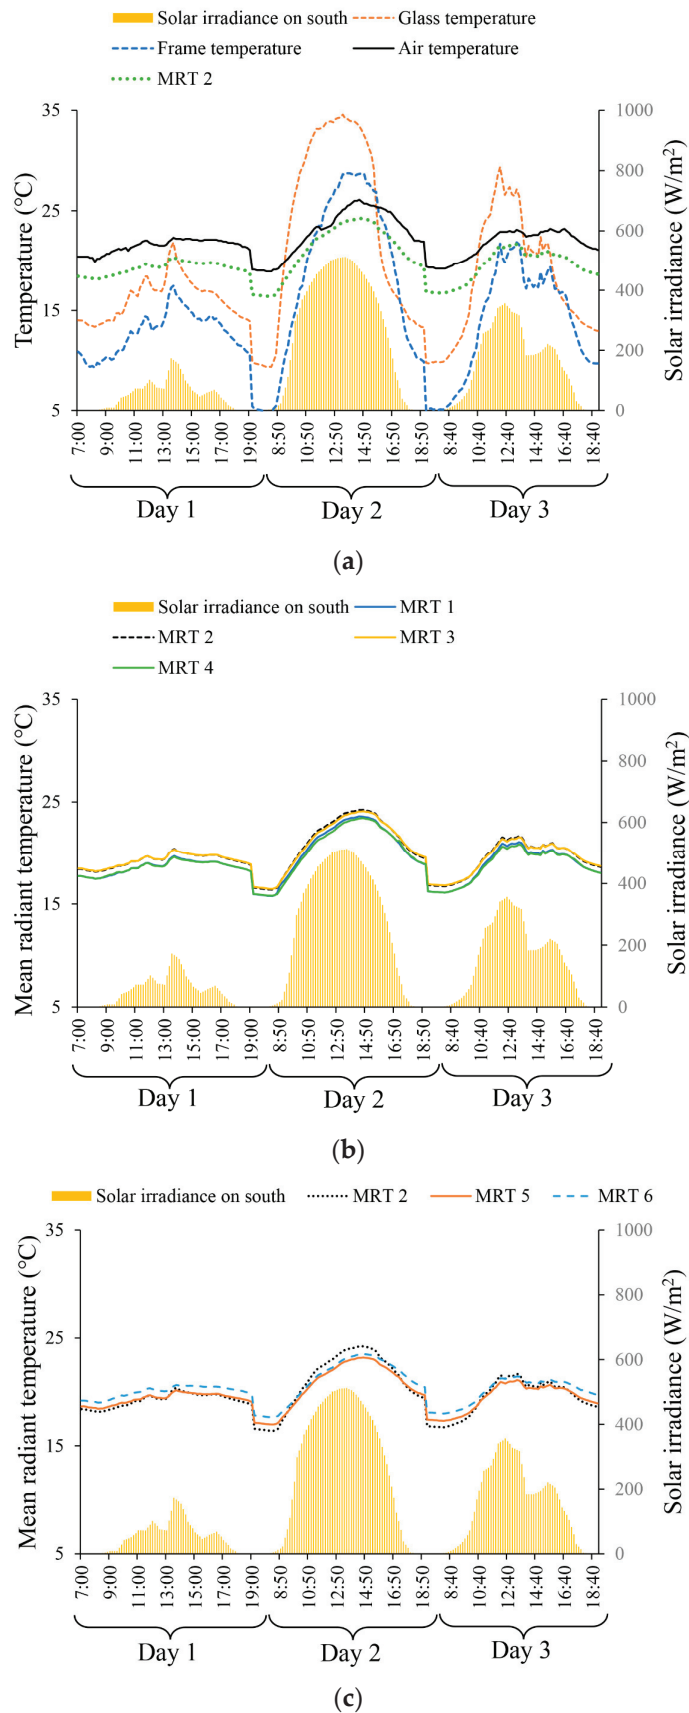 Solar irradiance on south Glass temperature
Frame temperature Air temperature
MRT 2
Temperature (°C)
35
25
15
5
Solar irradiance (W/m²)
1000
800
600
400
200
0
7:00 9:00 11:00 13:00 15:00 17:00 19:00 8:50 10:50 12:50 14:50 16:50 18:50 8:40 10:40 12:40 14:40 16:40 18:40
Day 1 Day 2 Day 3
(a)
Solar irradiance on south MRT 1
MRT 2 MRT 3
MRT 4
Mean radiant temperature (°C)
35
25
15
5
Solar irradiance (W/m²)
1000
800
600
400
200
0
7:00 9:00 11:00 13:00 15:00 17:00 19:00 8:50 10:50 12:50 14:50 16:50 18:50 8:40 10:40 12:40 14:40 16:40 18:40
Day 1 Day 2 Day 3
(b)
Solar irradiance on south MRT 2 MRT 5 MRT 6
Mean radiant temperature (°C)
35
25
15
5
Solar irradiance (W/m²)
1000
800
600
400
200
0
7:00 9:00 11:00 13:00 15:00 17:00 19:00 8:50 10:50 12:50 14:50 16:50 18:50 8:40 10:40 12:40 14:40 16:40 18:40
Day 1 Day 2 Day 3
(c)